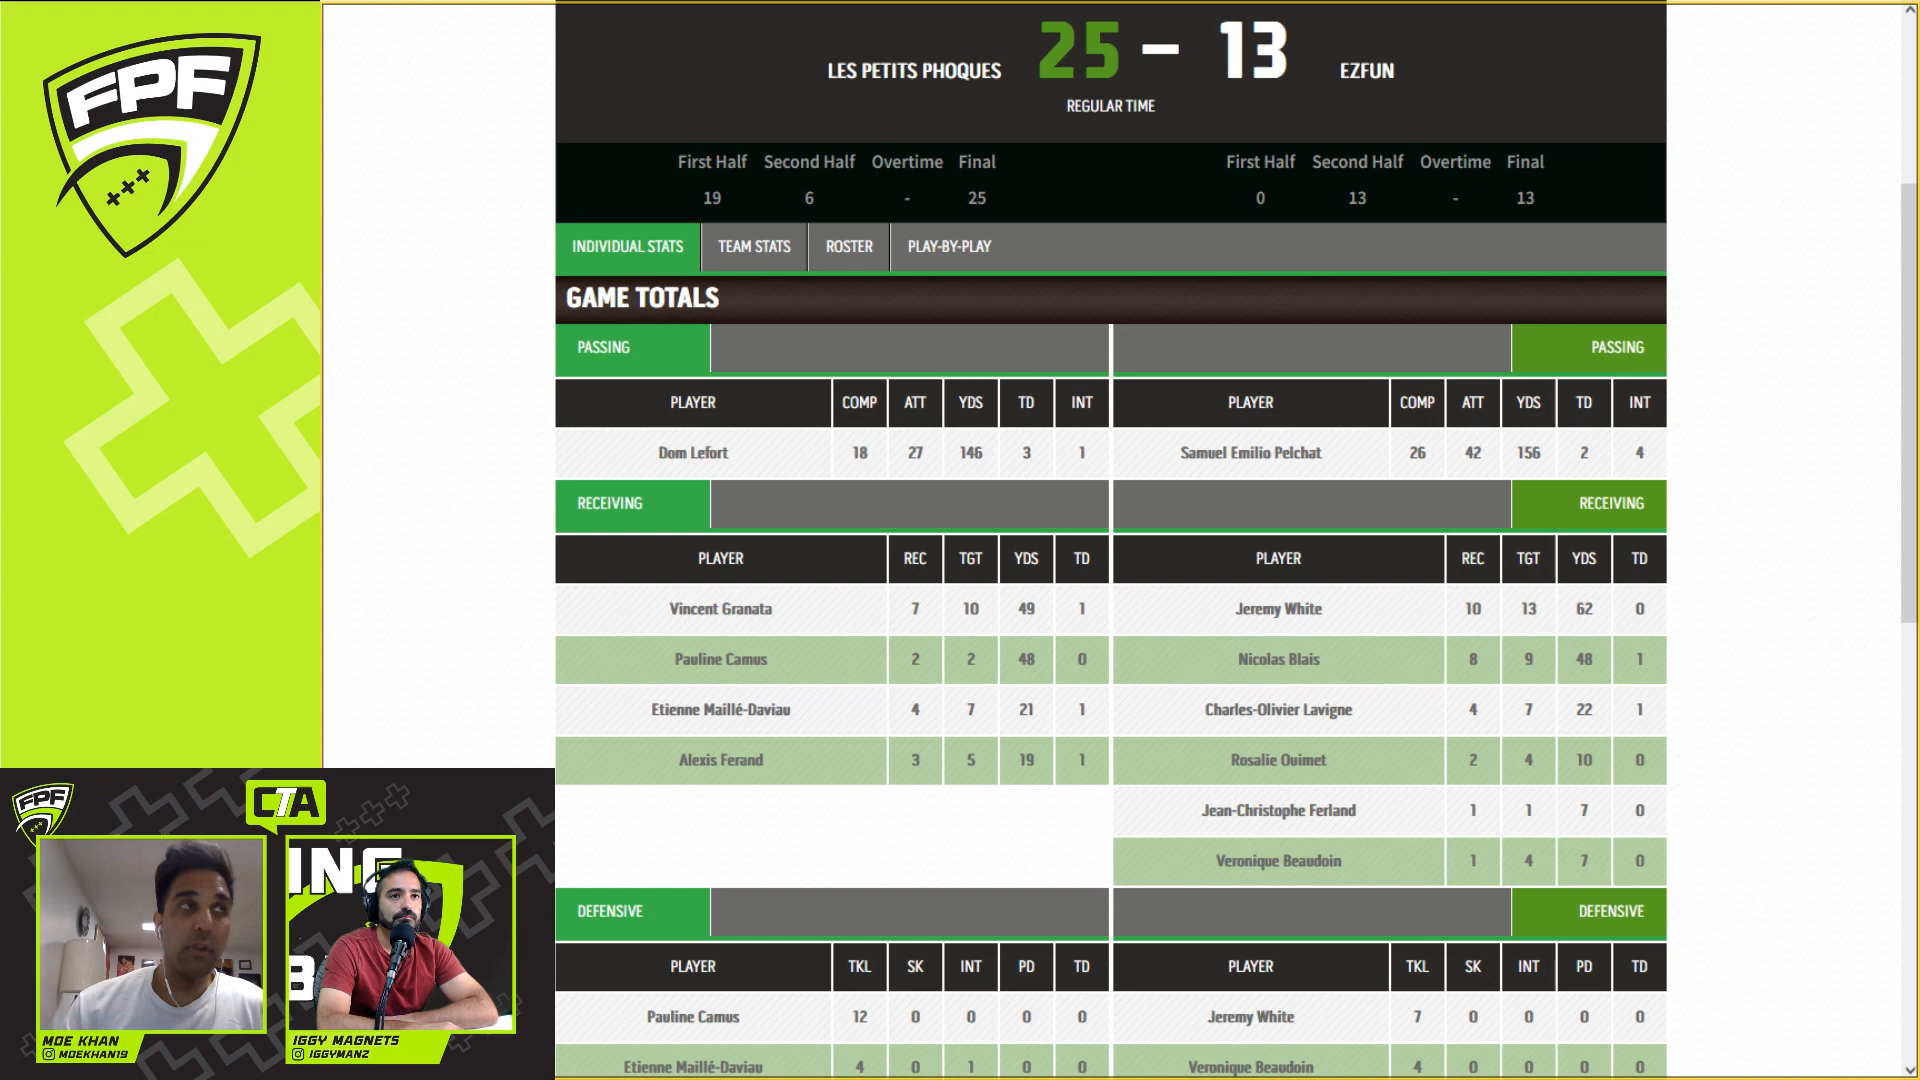 FPF
LES PETITS PHOQUES 25 – 13 EZFUN
REGULAR TIME
First Half Second Half Overtime Final
19 6 - 25
First Half Second Half Overtime Final
0 13 - 13
INDIVIDUAL STATS TEAM STATS ROSTER PLAY-BY-PLAY
GAME TOTALS
PASSING
PLAYER COMP ATT YDS TD INT
Dom Lefort 18 27 146 3 1
PASSING
PLAYER COMP ATT YDS TD INT
Samuel Emilio Pelchat 26 42 156 2 4
RECEIVING
PLAYER REC TGT YDS TD
Vincent Granata 7 10 49 1
Pauline Camus 2 2 48 0
Etienne Maillé-Daviau 4 7 21 1
Alexis Ferand 3 5 19 1
RECEIVING
PLAYER REC TGT YDS TD
Jeremy White 10 13 62 0
Nicolas Blais 8 9 48 1
Charles-Olivier Lavigne 4 7 22 1
Rosalie Ouimet 2 4 10 0
Jean-Christophe Ferland 1 1 7 0
Veronique Beaudoin 1 4 7 0
DEFENSIVE
PLAYER TKL SK INT PD TD
Pauline Camus 12 0 0 0 0
Etienne Maillé-Daviau 4 0 1 0 0
DEFENSIVE
PLAYER TKL SK INT PD TD
Jeremy White 7 0 0 0 0
Veronique Beaudoin 4 0 0 0 0
FPF
CTA
ING
B
MOE KHAN
MOEKHAN19
IGGY MAGNETS
IGGYMANZ